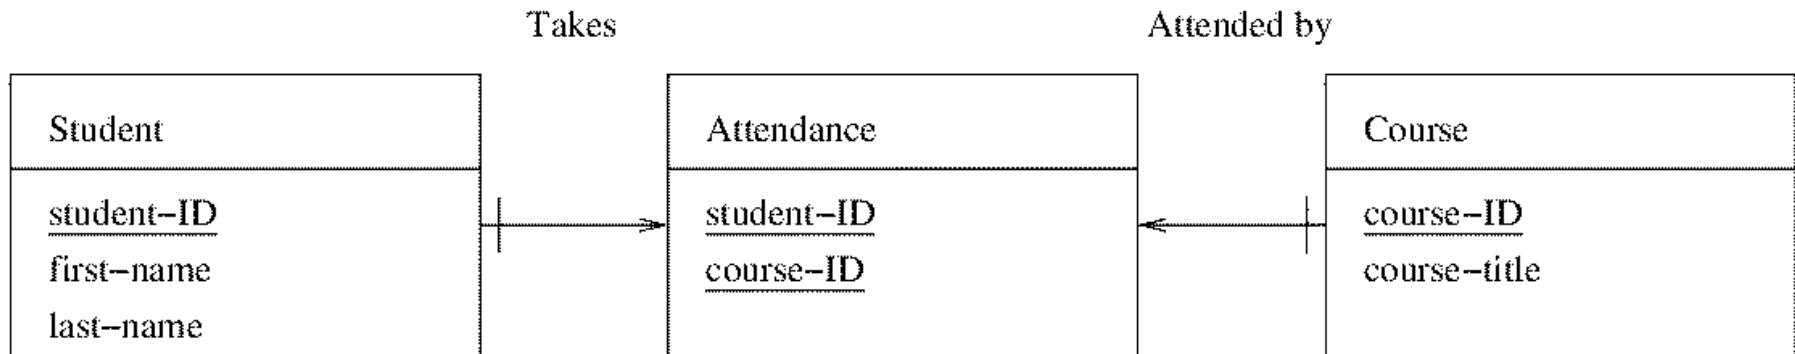 Takes
Attended by
Student
Attendance
Course
student-ID
first-name
last-name
student-ID
course-ID
course-ID
course-title